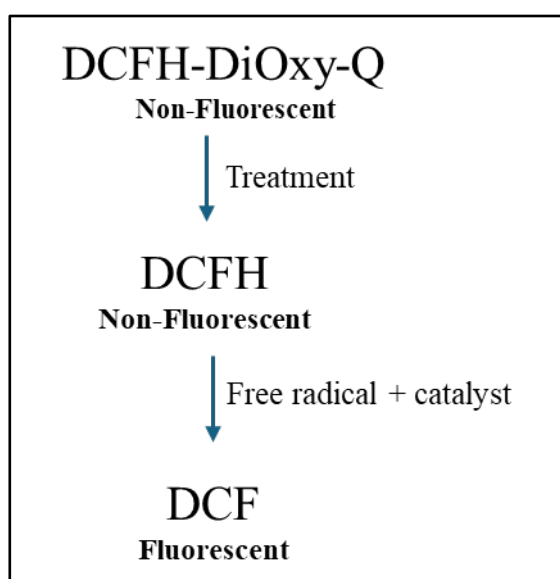 DCFH-DiOxy-Q
Non-Fluorescent
Treatment
DCFH
Non-Fluorescent
Free radical + catalyst
DCF
Fluorescent